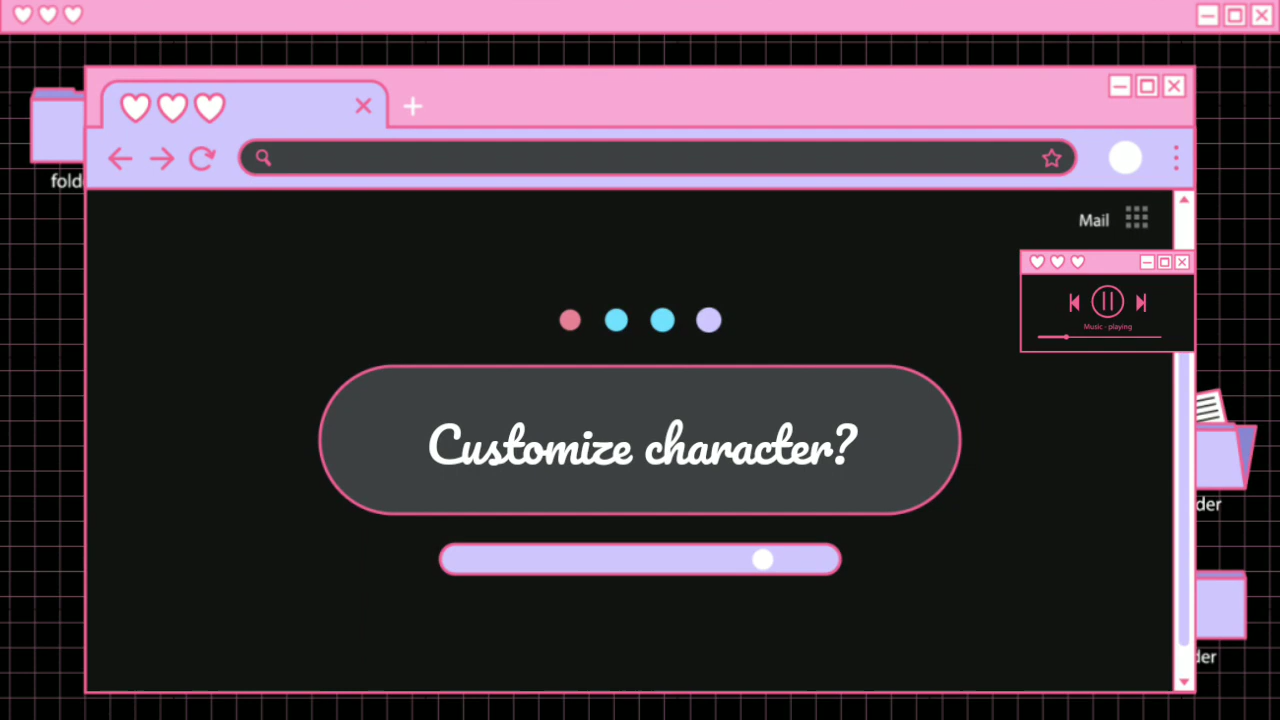 fold
Mail
Music - playing
Customize character?
der
der